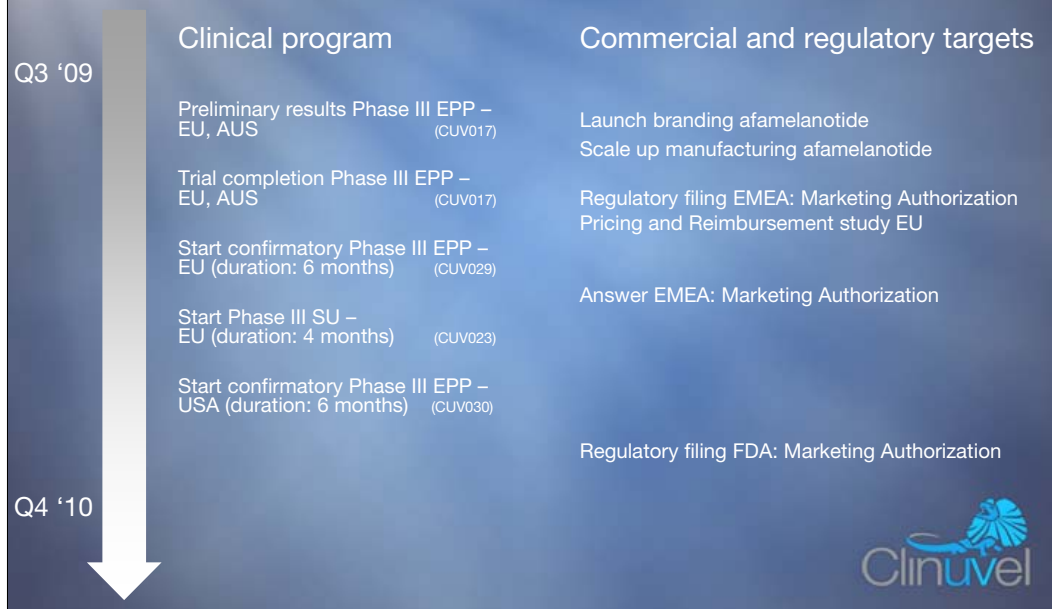 Clinical program
Commercial and regulatory targets
Q3 ‘09
Preliminary results Phase III EPP –
EU, AUS (CUV017)
Trial completion Phase III EPP –
EU, AUS (CUV017)
Start confirmatory Phase III EPP –
EU (duration: 6 months) (CUV029)
Start Phase III SU –
EU (duration: 4 months) (CUV023)
Start confirmatory Phase III EPP –
USA (duration: 6 months) (CUV030)
Launch branding afamelanotide
Scale up manufacturing afamelanotide
Regulatory filing EMEA: Marketing Authorization
Pricing and Reimbursement study EU
Answer EMEA: Marketing Authorization
Regulatory filing FDA: Marketing Authorization
Q4 ‘10
Clinuvel